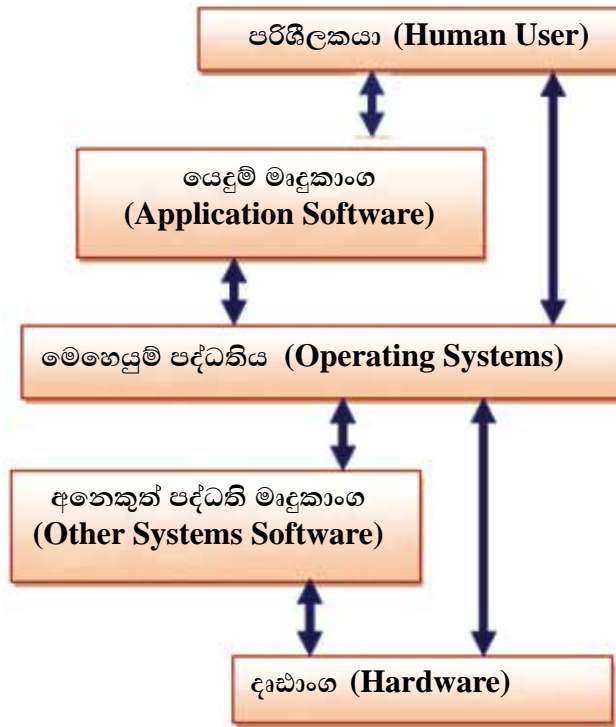 පරිශීලකයා (Human User)
යෙදුම් මෘදුකාංග
(Application Software)
මෙහෙයුම් පද්ධතිය (Operating Systems)
අනෙකුත් පද්ධති මෘදුකාංග
(Other Systems Software)
දෘඪාංග (Hardware)